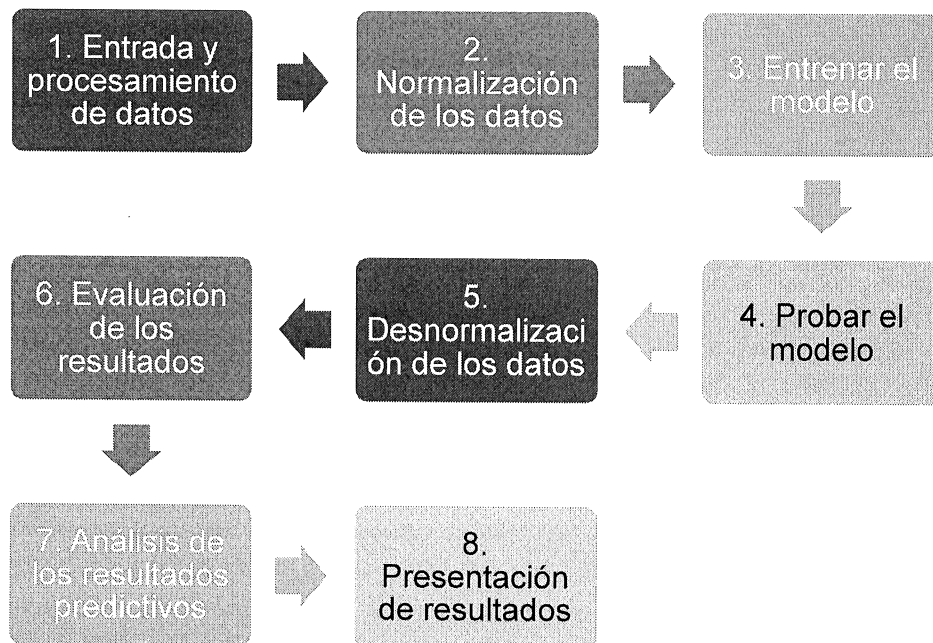 1. Entrada y
procesamiento
de datos
2.
Normalización
de los datos
3. Entrenar el
modelo
4. Probar el
modelo
5.
Desnormalizaci
ón de los datos
6. Evaluación
de los
resultados
7. Análisis de
los resultados
predictivos
8.
Presentación
de resultados